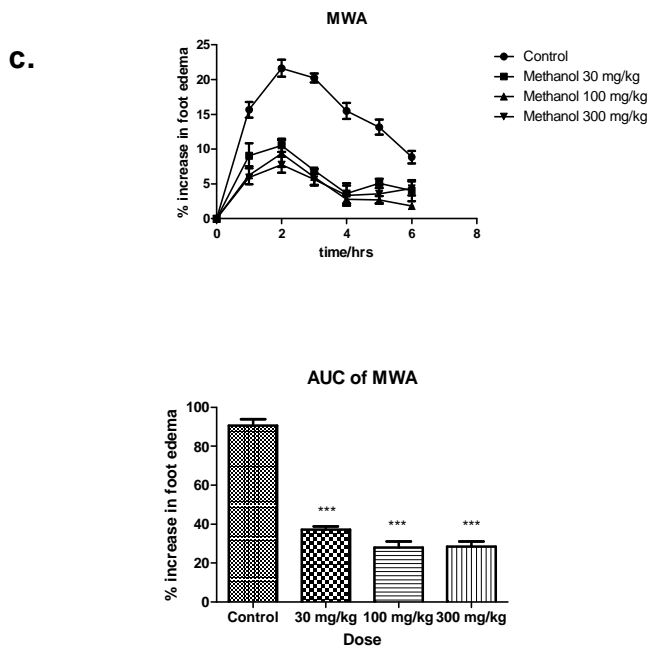 MWA
c.
25
20
15
10
5
0
% increase in foot edema
0 2 4 6 8
time/hrs
Control
Methanol 30 mg/kg
Methanol 100 mg/kg
Methanol 300 mg/kg
AUC of MWA
100
80
60
40
20
0
% increase in foot edema
*** *** ***
Control 30 mg/kg 100 mg/kg 300 mg/kg
Dose